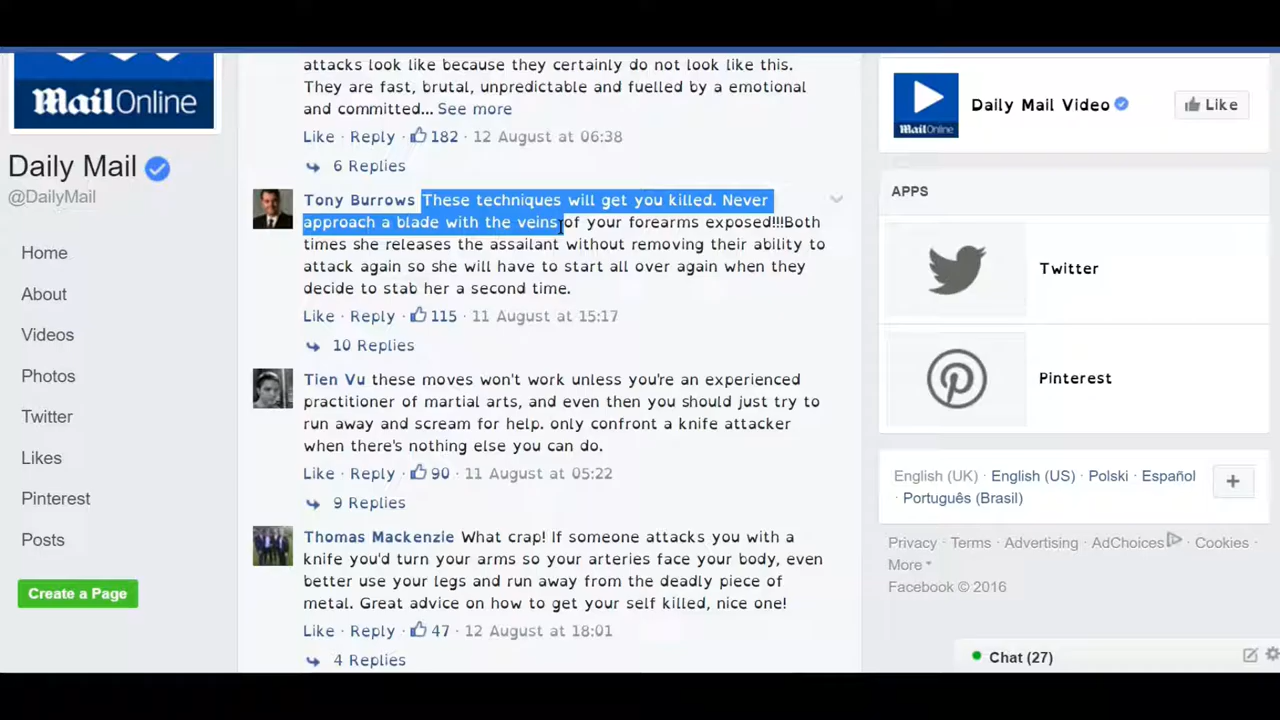 MailOnline
Daily Mail
@DailyMail
Home
About
Videos
Photos
Twitter
Likes
Pinterest
Posts
Create a Page
attacks look like because they certainly do not look like this.
They are fast, brutal, unpredictable and fuelled by a emotional
and committed... See more
Like · Reply · 182 · 12 August at 06:38
6 Replies
Tony Burrows These techniques will get you killed. Never
approach a blade with the veins of your forearms exposed!!!Both
times she releases the assailant without removing their ability to
attack again so she will have to start all over again when they
decide to stab her a second time.
Like · Reply · 115 · 11 August at 15:17
10 Replies
Tien Vu these moves won't work unless you're an experienced
practitioner of martial arts, and even then you should just try to
run away and scream for help. only confront a knife attacker
when there's nothing else you can do.
Like · Reply · 90 · 11 August at 05:22
9 Replies
Thomas Mackenzie What crap! If someone attacks you with a
knife you'd turn your arms so your arteries face your body, even
better use your legs and run away from the deadly piece of
metal. Great advice on how to get your self killed, nice one!
Like · Reply · 47 · 12 August at 18:01
4 Replies
MailOnline
Daily Mail Video
Like
APPS
Twitter
Pinterest
English (UK) · English (US) · Polski · Español
· Português (Brasil)
+
Privacy · Terms · Advertising · AdChoices · Cookies ·
More
Facebook © 2016
Chat (27)